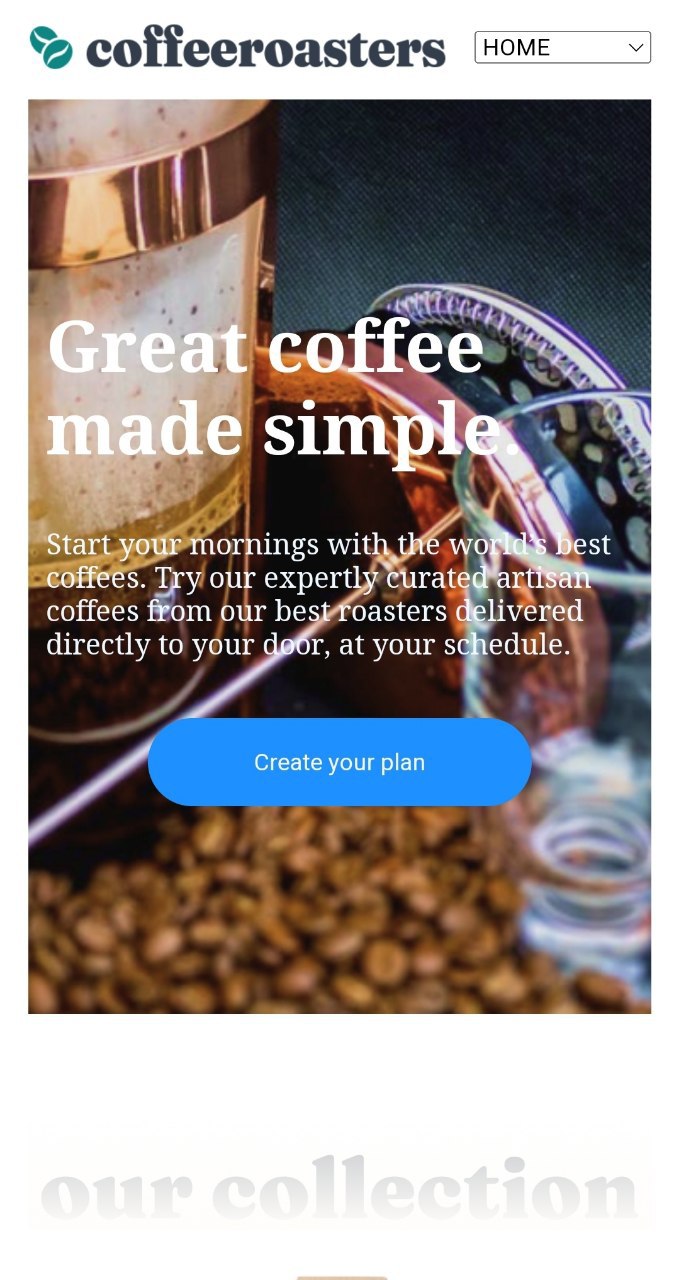 coffeeroasters
HOME
Great coffee
made simple.
Start your mornings with the world's best
coffees. Try our expertly curated artisan
coffees from our best roasters delivered
directly to your door, at your schedule.
Create your plan
our collection